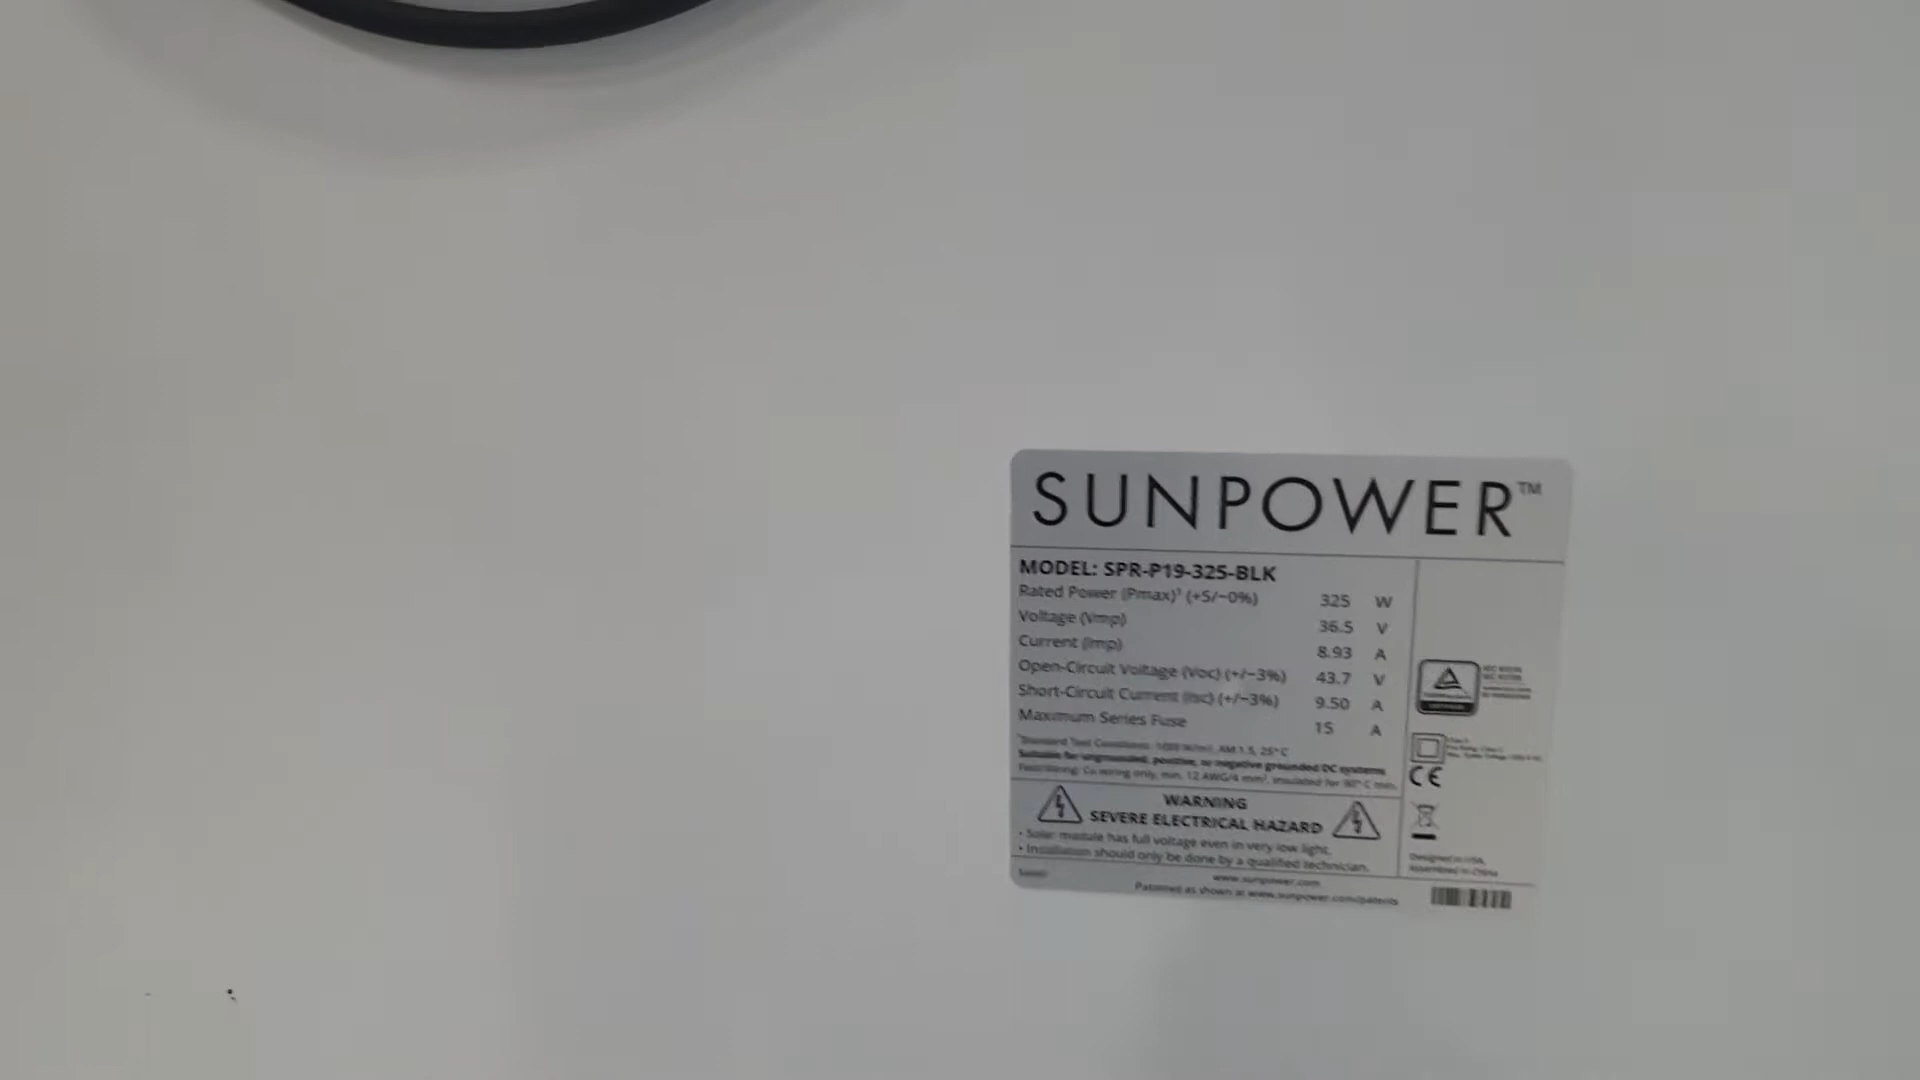 SUNPOWER™
MODEL: SPR-P19-325-BLK
Rated Power (Pmax)¹ (+5/−0%) 325 W
Voltage (Vmp) 36.5 V
Current (Imp) 8.93 A
Open-Circuit Voltage (Voc) (+/−3%) 43.7 V
Short-Circuit Current (Isc) (+/−3%) 9.50 A
Maximum Series Fuse 15 A
¹Standard Test Conditions: 1000 W/m², AM 1.5, 25° C
Suitable for ungrounded, positive, or negative grounded DC systems
Field Wiring: Cu wiring only, min. 12 AWG/4 mm², insulated for 90° C min.
WARNING
SEVERE ELECTRICAL HAZARD
• Solar module has full voltage even in very low light.
• Installation should only be done by a qualified technician.
www.sunpower.com
Patented as shown at www.sunpower.com/patents
CE
Designed in USA
Assembled in China